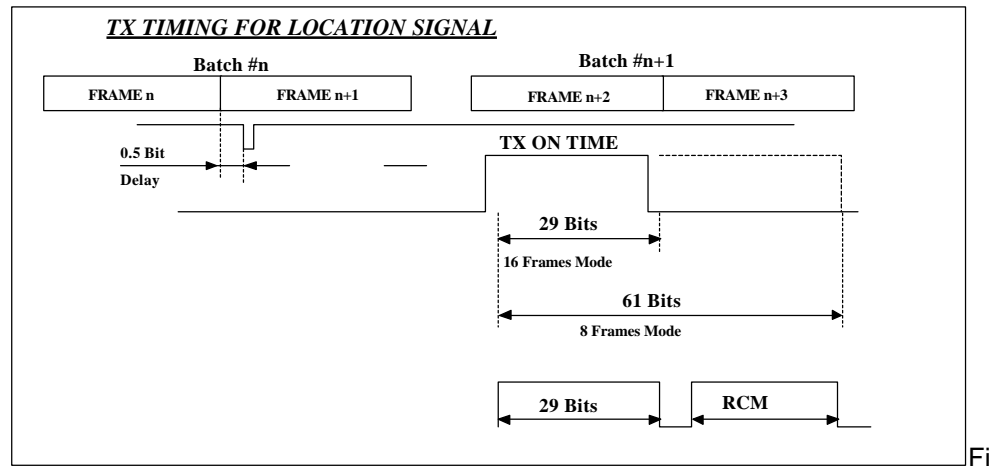 TX TIMING FOR LOCATION SIGNAL
Batch #n
Batch #n+1
FRAME n
FRAME n+1
FRAME n+2
FRAME n+3
TX ON TIME
0.5 Bit
Delay
29 Bits
16 Frames Mode
61 Bits
8 Frames Mode
29 Bits
RCM
Fi